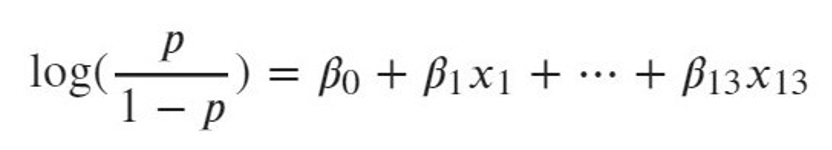 log(p/(1 − p)) = β₀ + β₁x₁ + ⋯ + β₁₃x₁₃